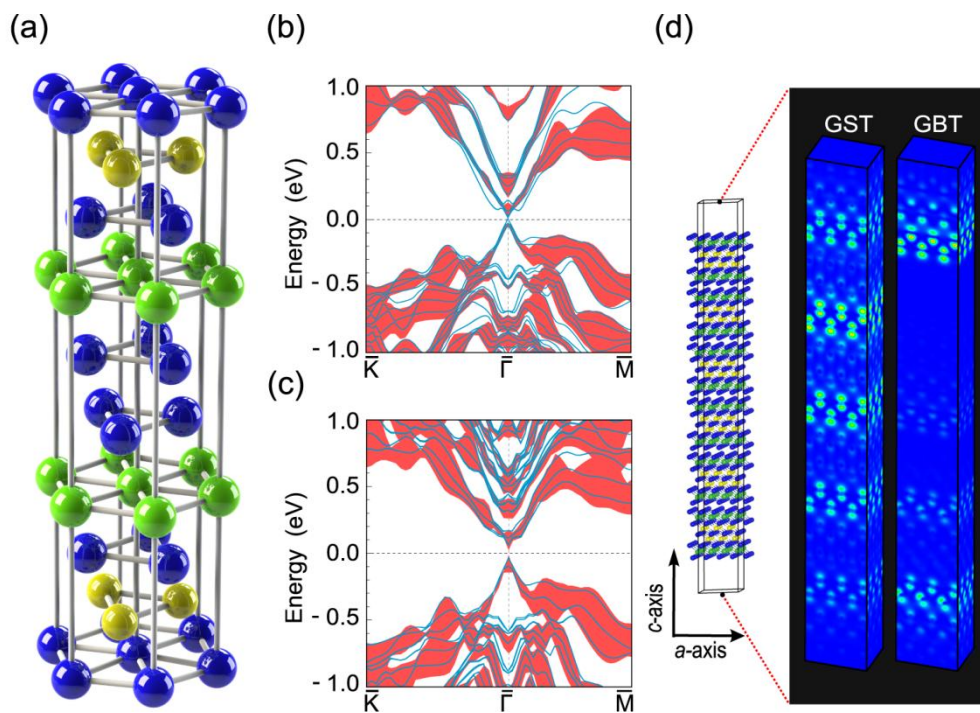 (a)
(b)
Energy (eV)
1.0
0.5
0.0
- 0.5
- 1.0
K̅ Γ̅ M̅
(c)
Energy (eV)
1.0
0.5
0.0
- 0.5
- 1.0
K̅ Γ̅ M̅
(d)
GST GBT
c-axis
a-axis